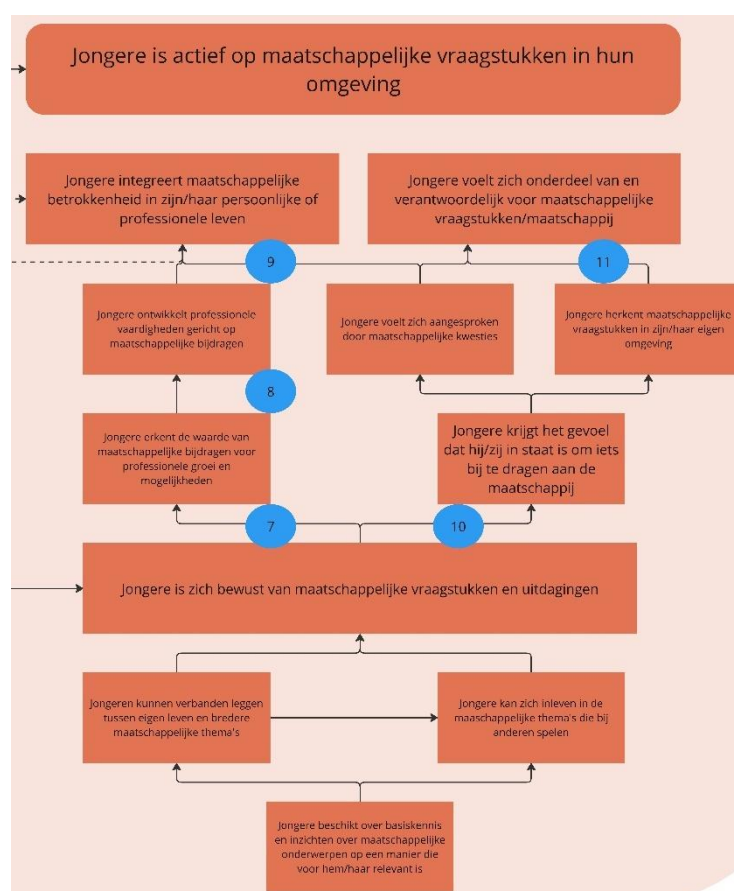 Jongere is actief op maatschappelijke vraagstukken in hun
omgeving
Jongere integreert maatschappelijke
betrokkenheid in zijn/haar persoonlijke of
professionele leven
Jongere voelt zich onderdeel van en
verantwoordelijk voor maatschappelijke
vraagstukken/maatschappij
9
11
Jongere ontwikkelt professionele
vaardigheden gericht op
maatschappelijke bijdragen
Jongere voelt zich aangesproken
door maatschappelijke kwesties
Jongere herkent maatschappelijke
vraagstukken in zijn/haar eigen
omgeving
8
Jongere erkent de waarde van
maatschappelijke bijdragen voor
professionele groei en
mogelijkheden
Jongere krijgt het gevoel
dat hij/zij in staat is om iets
bij te dragen aan de
maatschappij
7
10
Jongere is zich bewust van maatschappelijke vraagstukken en uitdagingen
Jongeren kunnen verbanden leggen
tussen eigen leven en bredere
maatschappelijke thema's
Jongere kan zich inleven in de
maaschappelijke thema's die bij
anderen spelen
Jongere beschikt over basiskennis
en inzichten over maatschappelijke
onderwerpen op een manier die
voor hem/haar relevant is